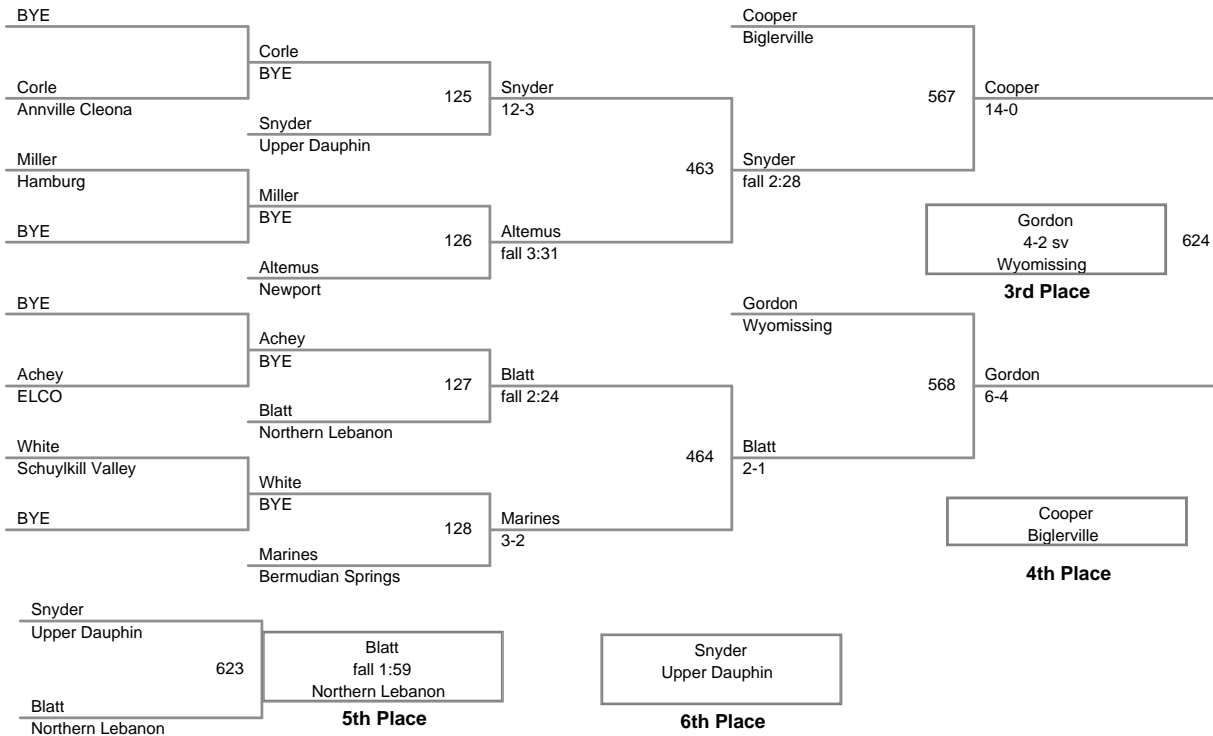 BYE
Corle
Annville Cleona
Miller
Hamburg
BYE
BYE
Achey
ELCO
White
Schuylkill Valley
BYE
Corle
BYE
125
Snyder
Upper Dauphin
Miller
BYE
126
Altemus
Newport
Achey
BYE
127
Blatt
Northern Lebanon
White
BYE
128
Marines
Bermudian Springs
Snyder
12-3
463
Altemus
fall 3:31
Blatt
fall 2:24
464
Marines
3-2
Cooper
Biglerville
567
Snyder
fall 2:28
Gordon
Wyomissing
568
Blatt
2-1
Cooper
14-0
Gordon
4-2 sv
Wyomissing
624
3rd Place
Gordon
6-4
Cooper
Biglerville
4th Place
Snyder
Upper Dauphin
623
Blatt
Northern Lebanon
Blatt
fall 1:59
Northern Lebanon
5th Place
Snyder
Upper Dauphin
6th Place